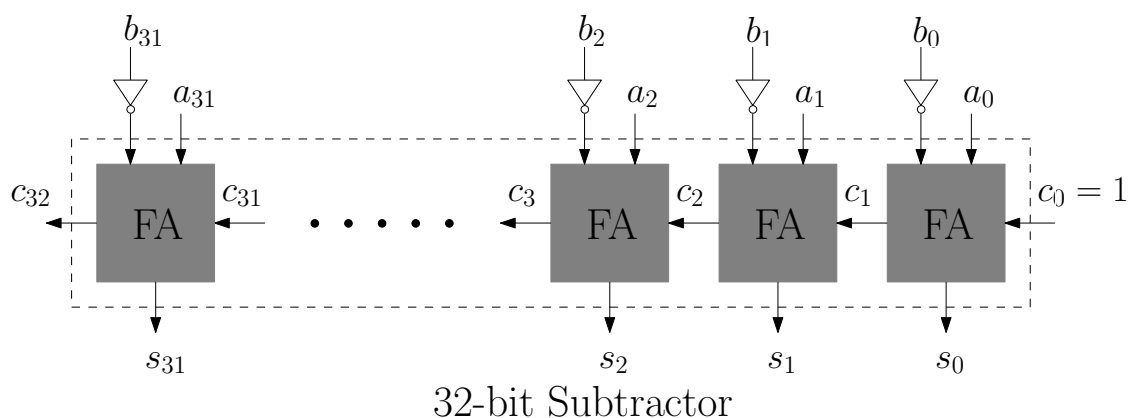 b₃₁ b₂ b₁ b₀
a₃₁ a₂ a₁ a₀
c₃₂ c₃₁ c₃ c₂ c₁ c₀ = 1
FA FA FA FA
s₃₁ s₂ s₁ s₀
32-bit Subtractor